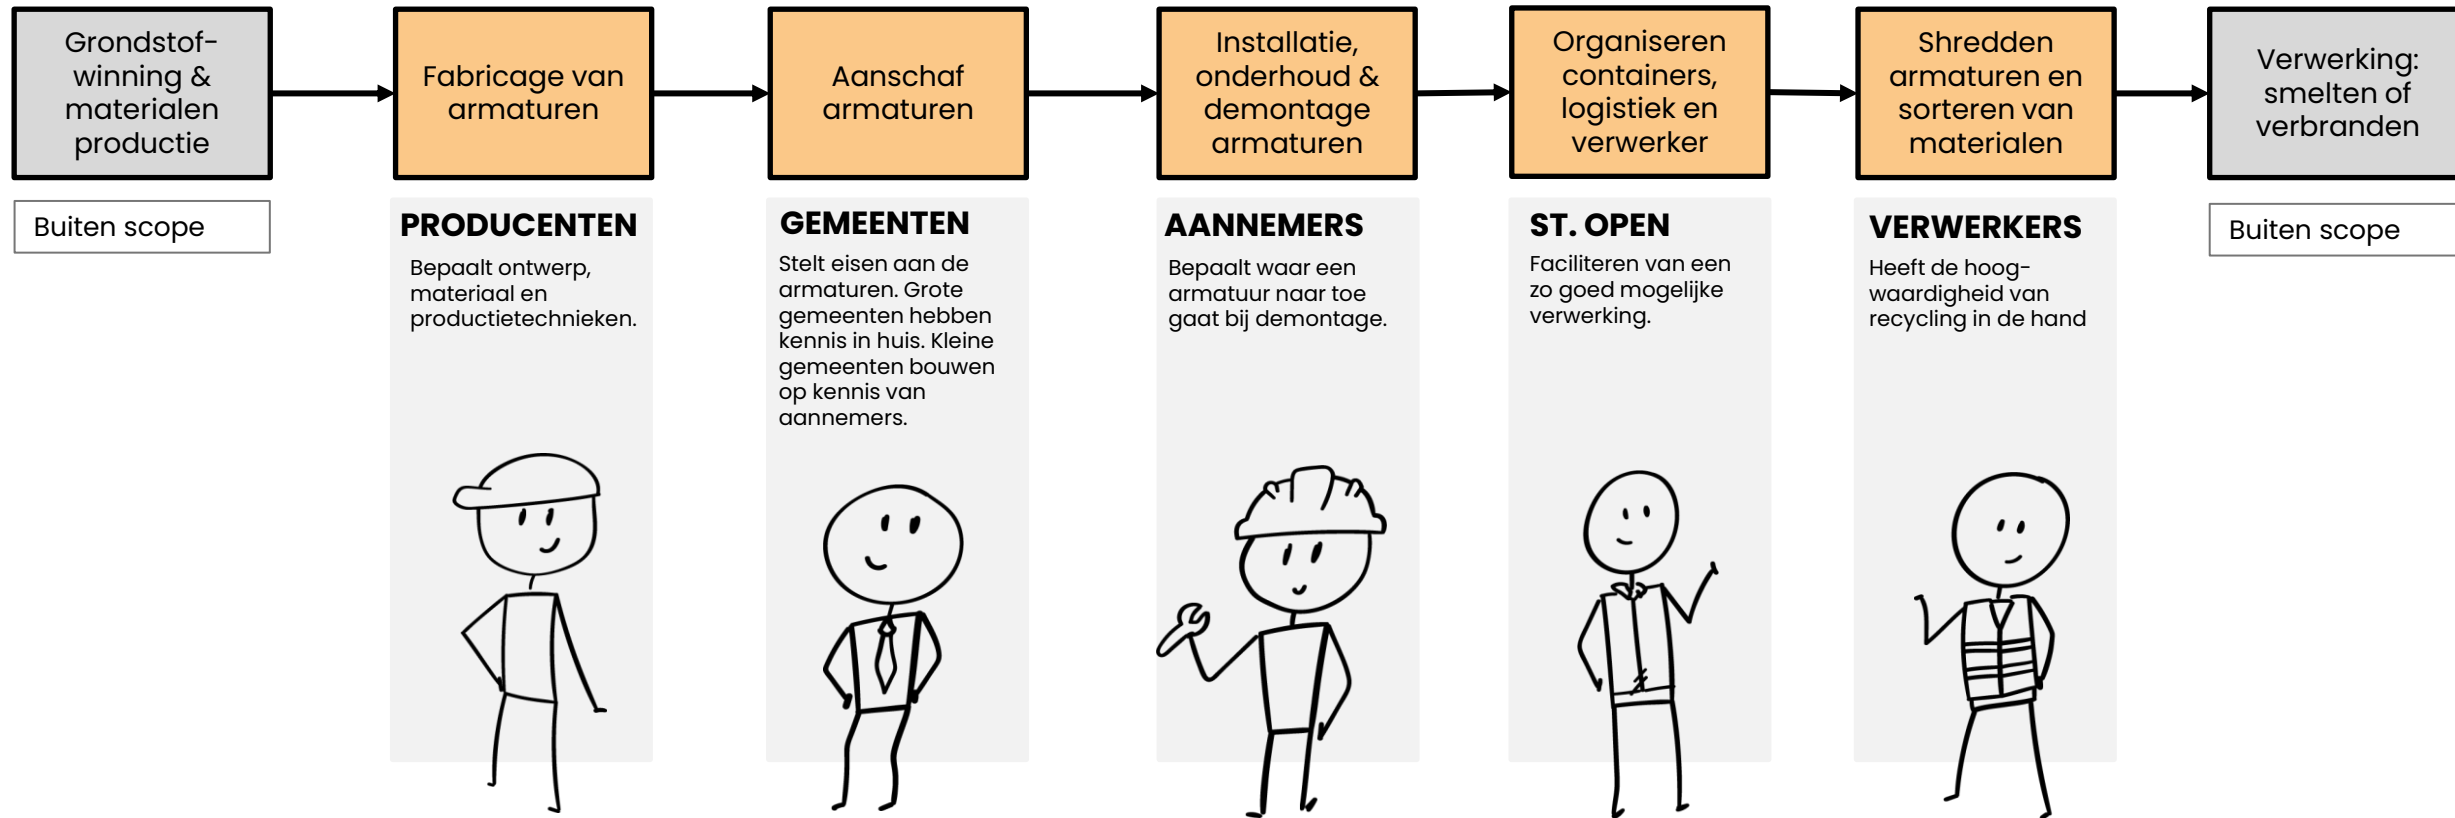 Grondstof-
winning &
materialen
productie
Fabricage van
armaturen
Aanschaf
armaturen
Installatie,
onderhoud &
demontage
armaturen
Organiseren
containers,
logistiek en
verwerker
Shredden
armaturen en
sorteren van
materialen
Verwerking:
smelten of
verbranden
Buiten scope
PRODUCENTEN
Bepaalt ontwerp,
materiaal en
productietechnieken.
GEMEENTEN
Stelt eisen aan de
armaturen. Grote
gemeenten hebben
kennis in huis. Kleine
gemeenten bouwen
op kennis van
aannemers.
AANNEMERS
Bepaalt waar een
armatuur naar toe
gaat bij demontage.
ST. OPEN
Faciliteren van een
zo goed mogelijke
verwerking.
VERWERKERS
Heeft de hoog-
waardigheid van
recycling in de hand
Buiten scope